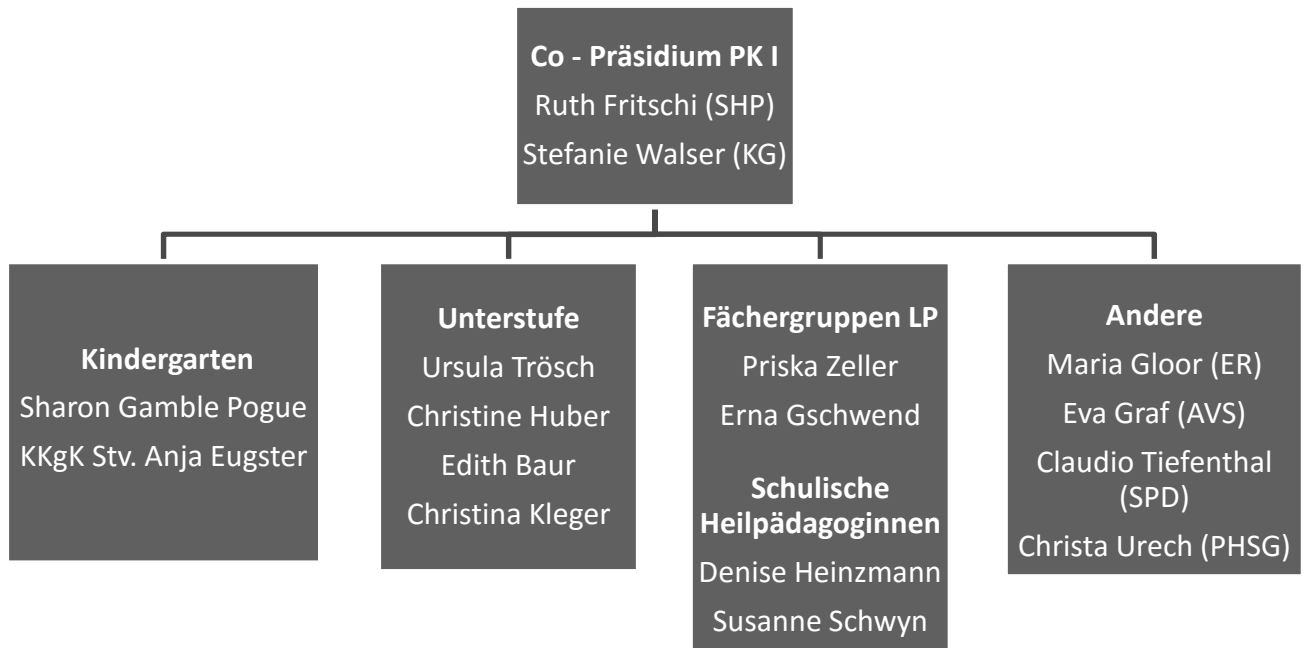 Co - Präsidium PK I
Ruth Fritschi (SHP)
Stefanie Walser (KG)
Kindergarten
Sharon Gamble Pogue
KKgK Stv. Anja Eugster
Unterstufe
Ursula Trösch
Christine Huber
Edith Baur
Christina Kleger
Fächergruppen LP
Priska Zeller
Erna Gschwend
Schulische
Heilpädagoginnen
Denise Heinzmann
Susanne Schwyn
Andere
Maria Gloor (ER)
Eva Graf (AVS)
Claudio Tiefenthal
(SPD)
Christa Urech (PHSG)